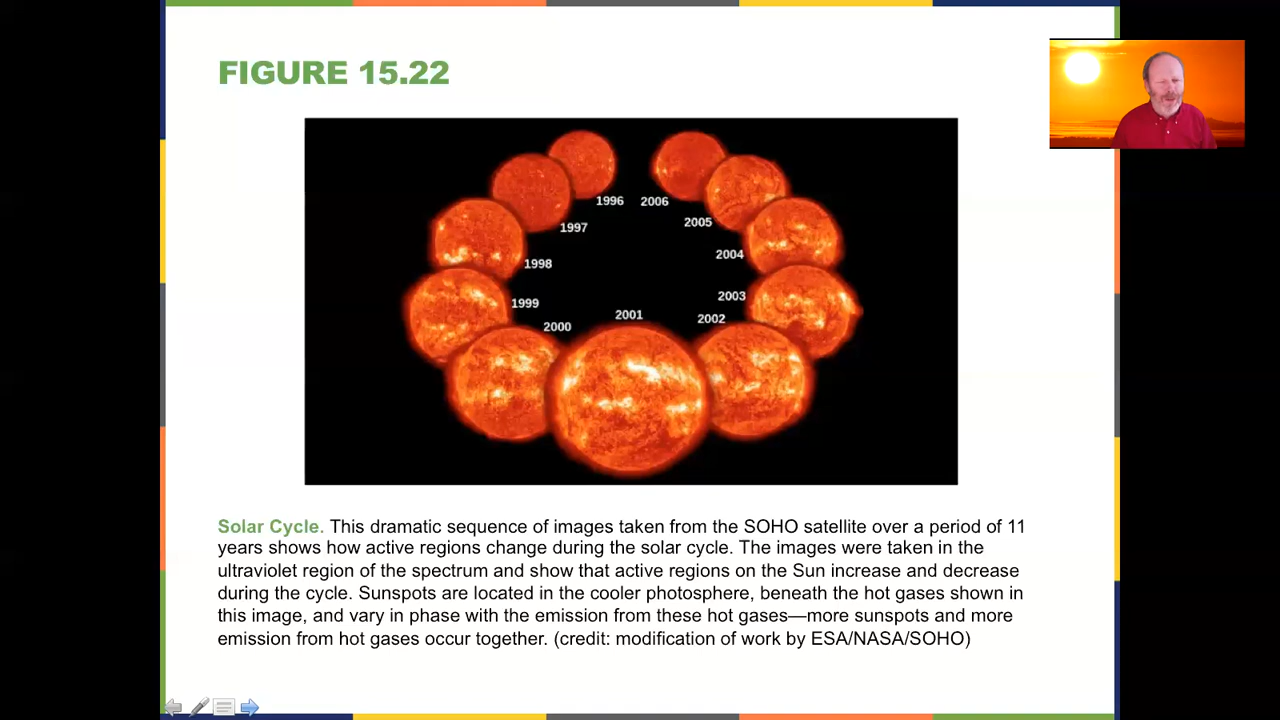 FIGURE 15.22
1996
2006
1997
2005
1998
2004
1999
2003
2000
2001
2002
Solar Cycle. This dramatic sequence of images taken from the SOHO satellite over a period of 11
years shows how active regions change during the solar cycle. The images were taken in the
ultraviolet region of the spectrum and show that active regions on the Sun increase and decrease
during the cycle. Sunspots are located in the cooler photosphere, beneath the hot gases shown in
this image, and vary in phase with the emission from these hot gases—more sunspots and more
emission from hot gases occur together. (credit: modification of work by ESA/NASA/SOHO)